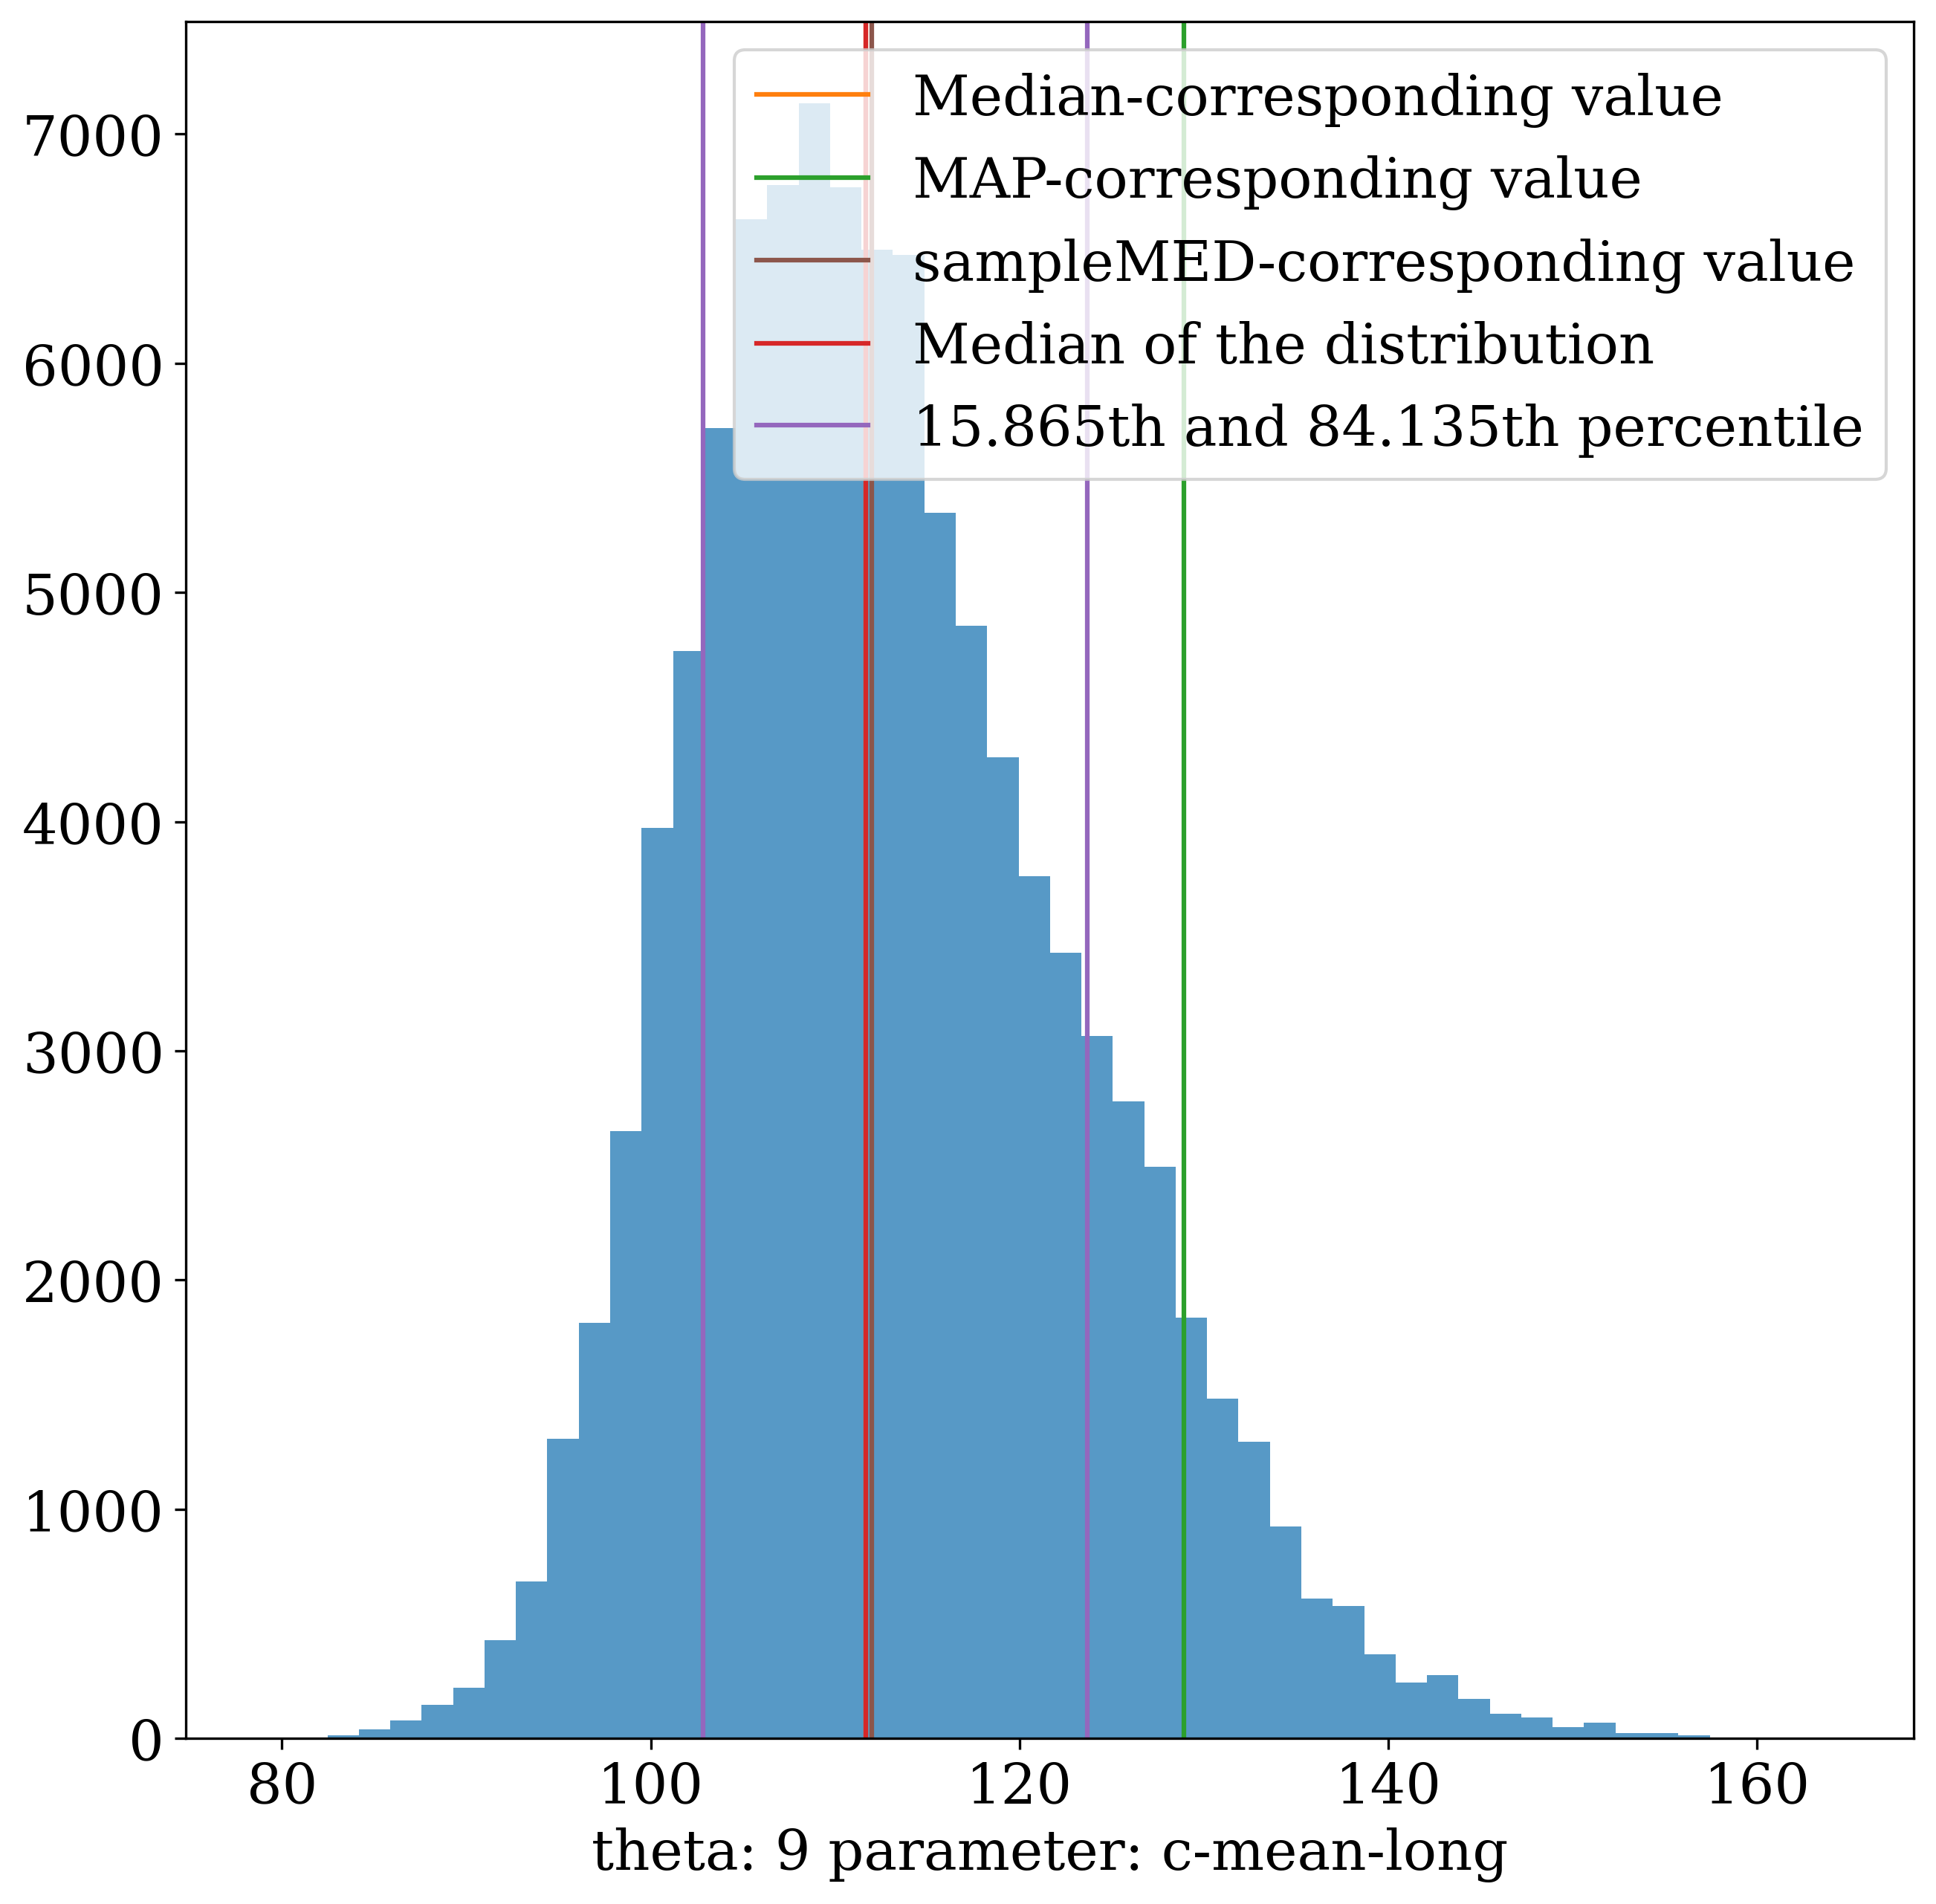 Median-corresponding value
MAP-corresponding value
sampleMED-corresponding value
Median of the distribution
15.865th and 84.135th percentile
7000
6000
5000
4000
3000
2000
1000
0
80 100 120 140 160
theta: 9 parameter: c-mean-long